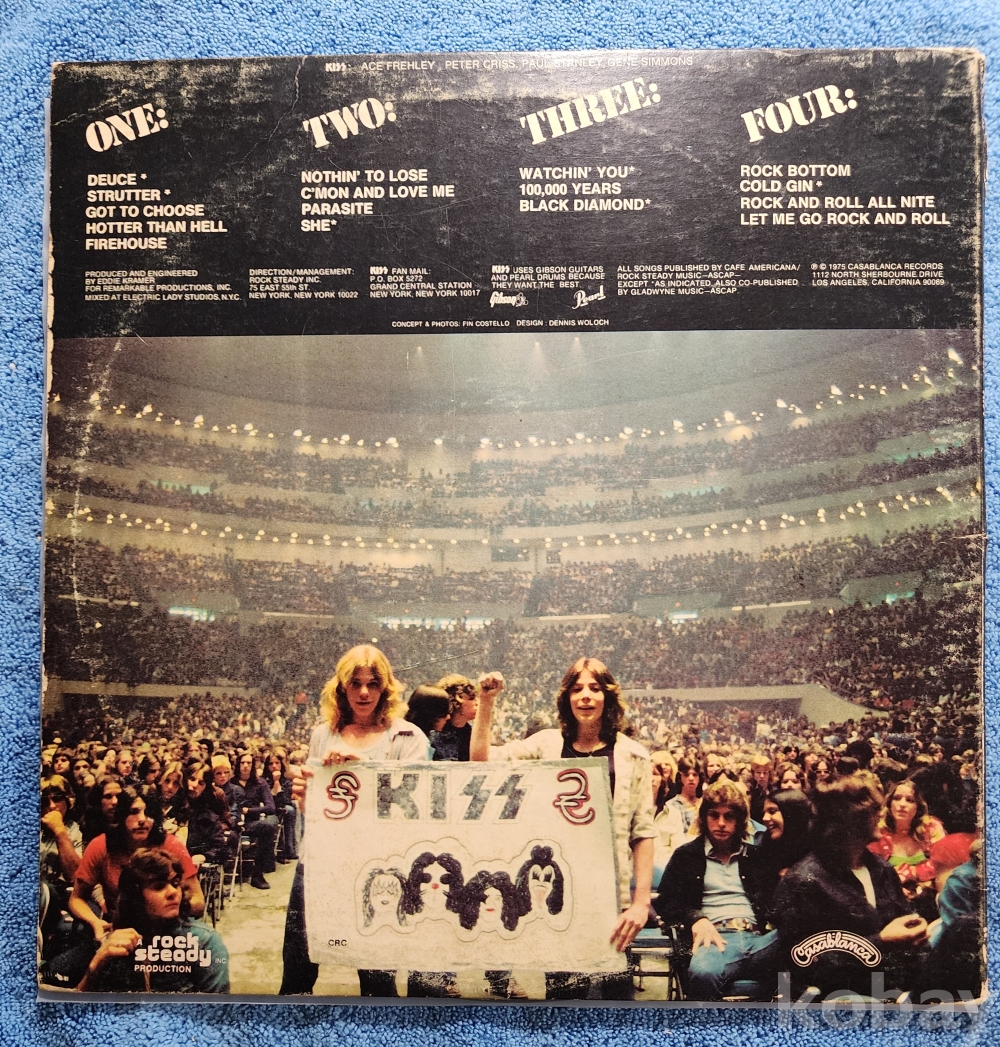 KISS: ACE FREHLEY, PETER CRISS, PAUL STANLEY, GENE SIMMONS
ONE:
DEUCE *
STRUTTER *
GOT TO CHOOSE
HOTTER THAN HELL
FIREHOUSE
TWO:
NOTHIN' TO LOSE
C'MON AND LOVE ME
PARASITE
SHE*
THREE:
WATCHIN' YOU*
100,000 YEARS
BLACK DIAMOND*
FOUR:
ROCK BOTTOM
COLD GIN *
ROCK AND ROLL ALL NITE
LET ME GO ROCK AND ROLL
PRODUCED AND ENGINEERED
BY EDDIE KRAMER
FOR REMARKABLE PRODUCTIONS, INC.
MIXED AT ELECTRIC LADY STUDIOS, N.Y.C.
DIRECTION/MANAGEMENT:
ROCK STEADY INC.
75 EAST 55th ST.
NEW YORK, NEW YORK 10022
KISS FAN MAIL:
P.O. BOX 5272
GRAND CENTRAL STATION
NEW YORK, NEW YORK 10017
KISS USES GIBSON GUITARS
AND PEARL DRUMS BECAUSE
THEY WANT THE BEST.
Gibson Pearl
ALL SONGS PUBLISHED BY CAFE AMERICANA/
ROCK STEADY MUSIC—ASCAP—
EXCEPT *AS INDICATED, ALSO CO-PUBLISHED
BY GLADWYNE MUSIC—ASCAP
℗ © 1975 CASABLANCA RECORDS
1112 NORTH SHERBOURNE DRIVE
LOS ANGELES, CALIFORNIA 90069
CONCEPT & PHOTOS: FIN COSTELLO DESIGN: DENNIS WOLOCH
KISS
CRC
a rock
steady INC.
PRODUCTION
Casablanca
kobay